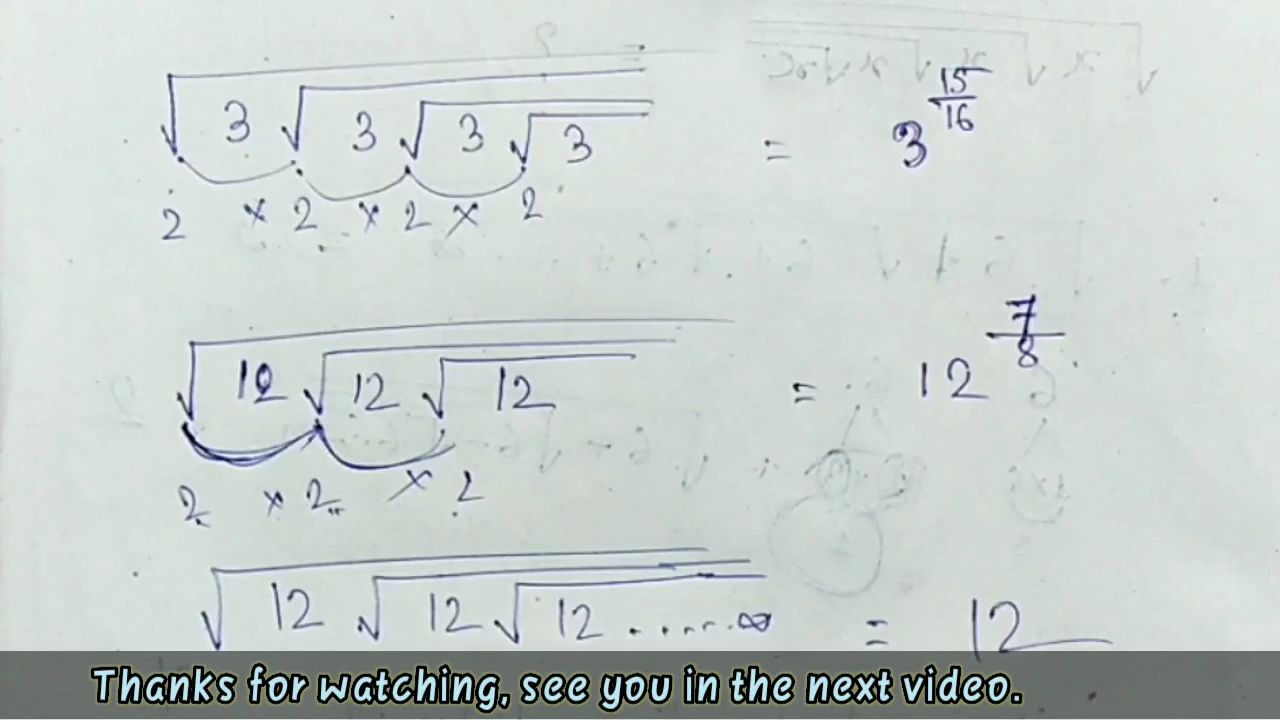 √3√3√3√3 = 3^(15/16)
2 × 2 × 2 × 2
√12√12√12 = 12^(7/8)
2 × 2 × 2
√12√12√12 .....∞ = 12
Thanks for watching, see you in the next video.